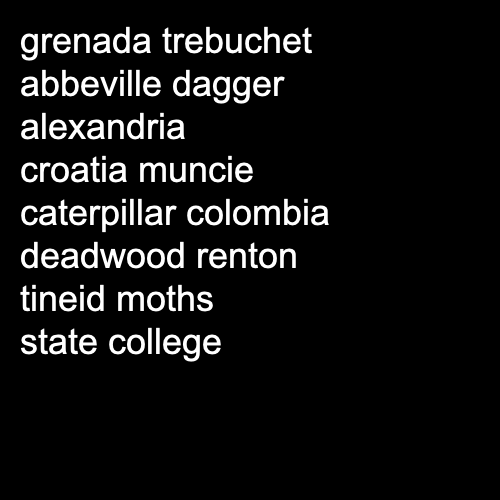 grenada trebuchet
abbeville dagger
alexandria
croatia muncie
caterpillar colombia
deadwood renton
tineid moths
state college